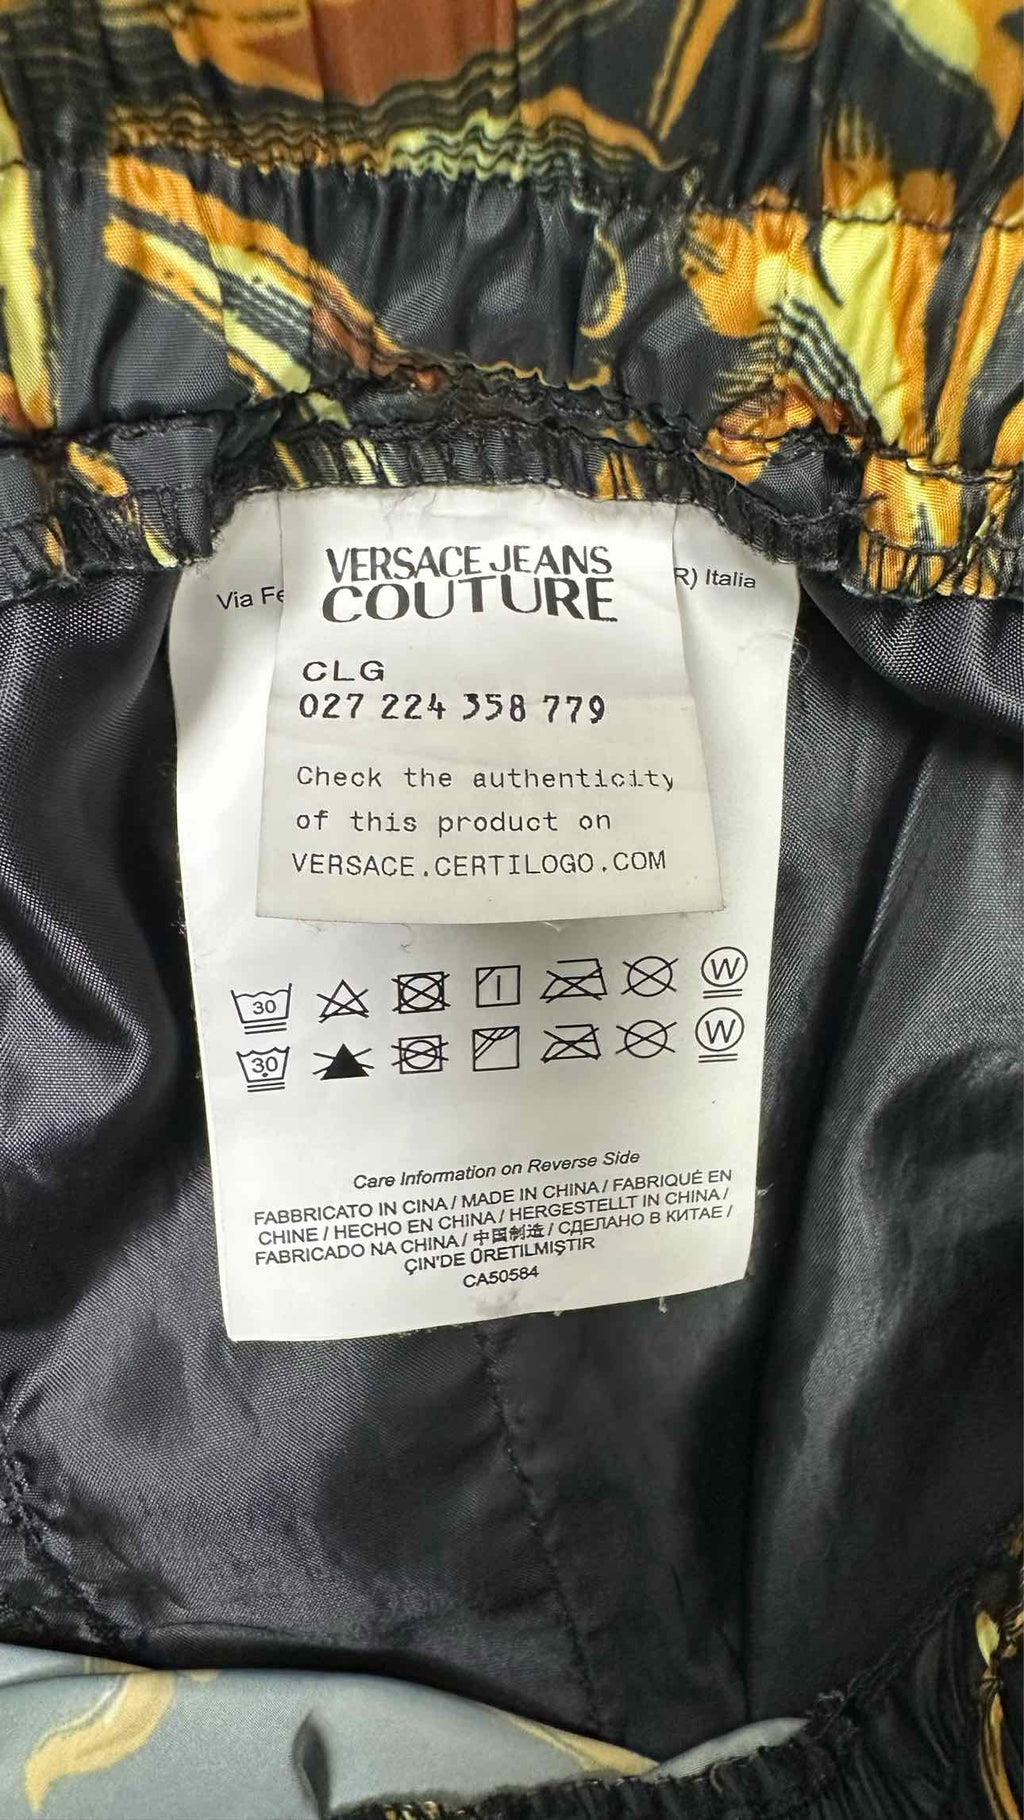 VERSACE JEANS
COUTURE
Via Fe
R) Italia
CLG
027 224 358 779
Check the authenticity
of this product on
VERSACE.CERTILOGO.COM
30
W
30
W
Care Information on Reverse Side
FABBRICATO IN CINA / MADE IN CHINA / FABRIQUÉ EN
CHINE / HECHO EN CHINA / HERGESTELLT IN CHINA /
FABRICADO NA CHINA / 中国制造 / СДЕЛАНО В КИТАЕ /
ÇIN'DE ÜRETILMIŞTIR
CA50584